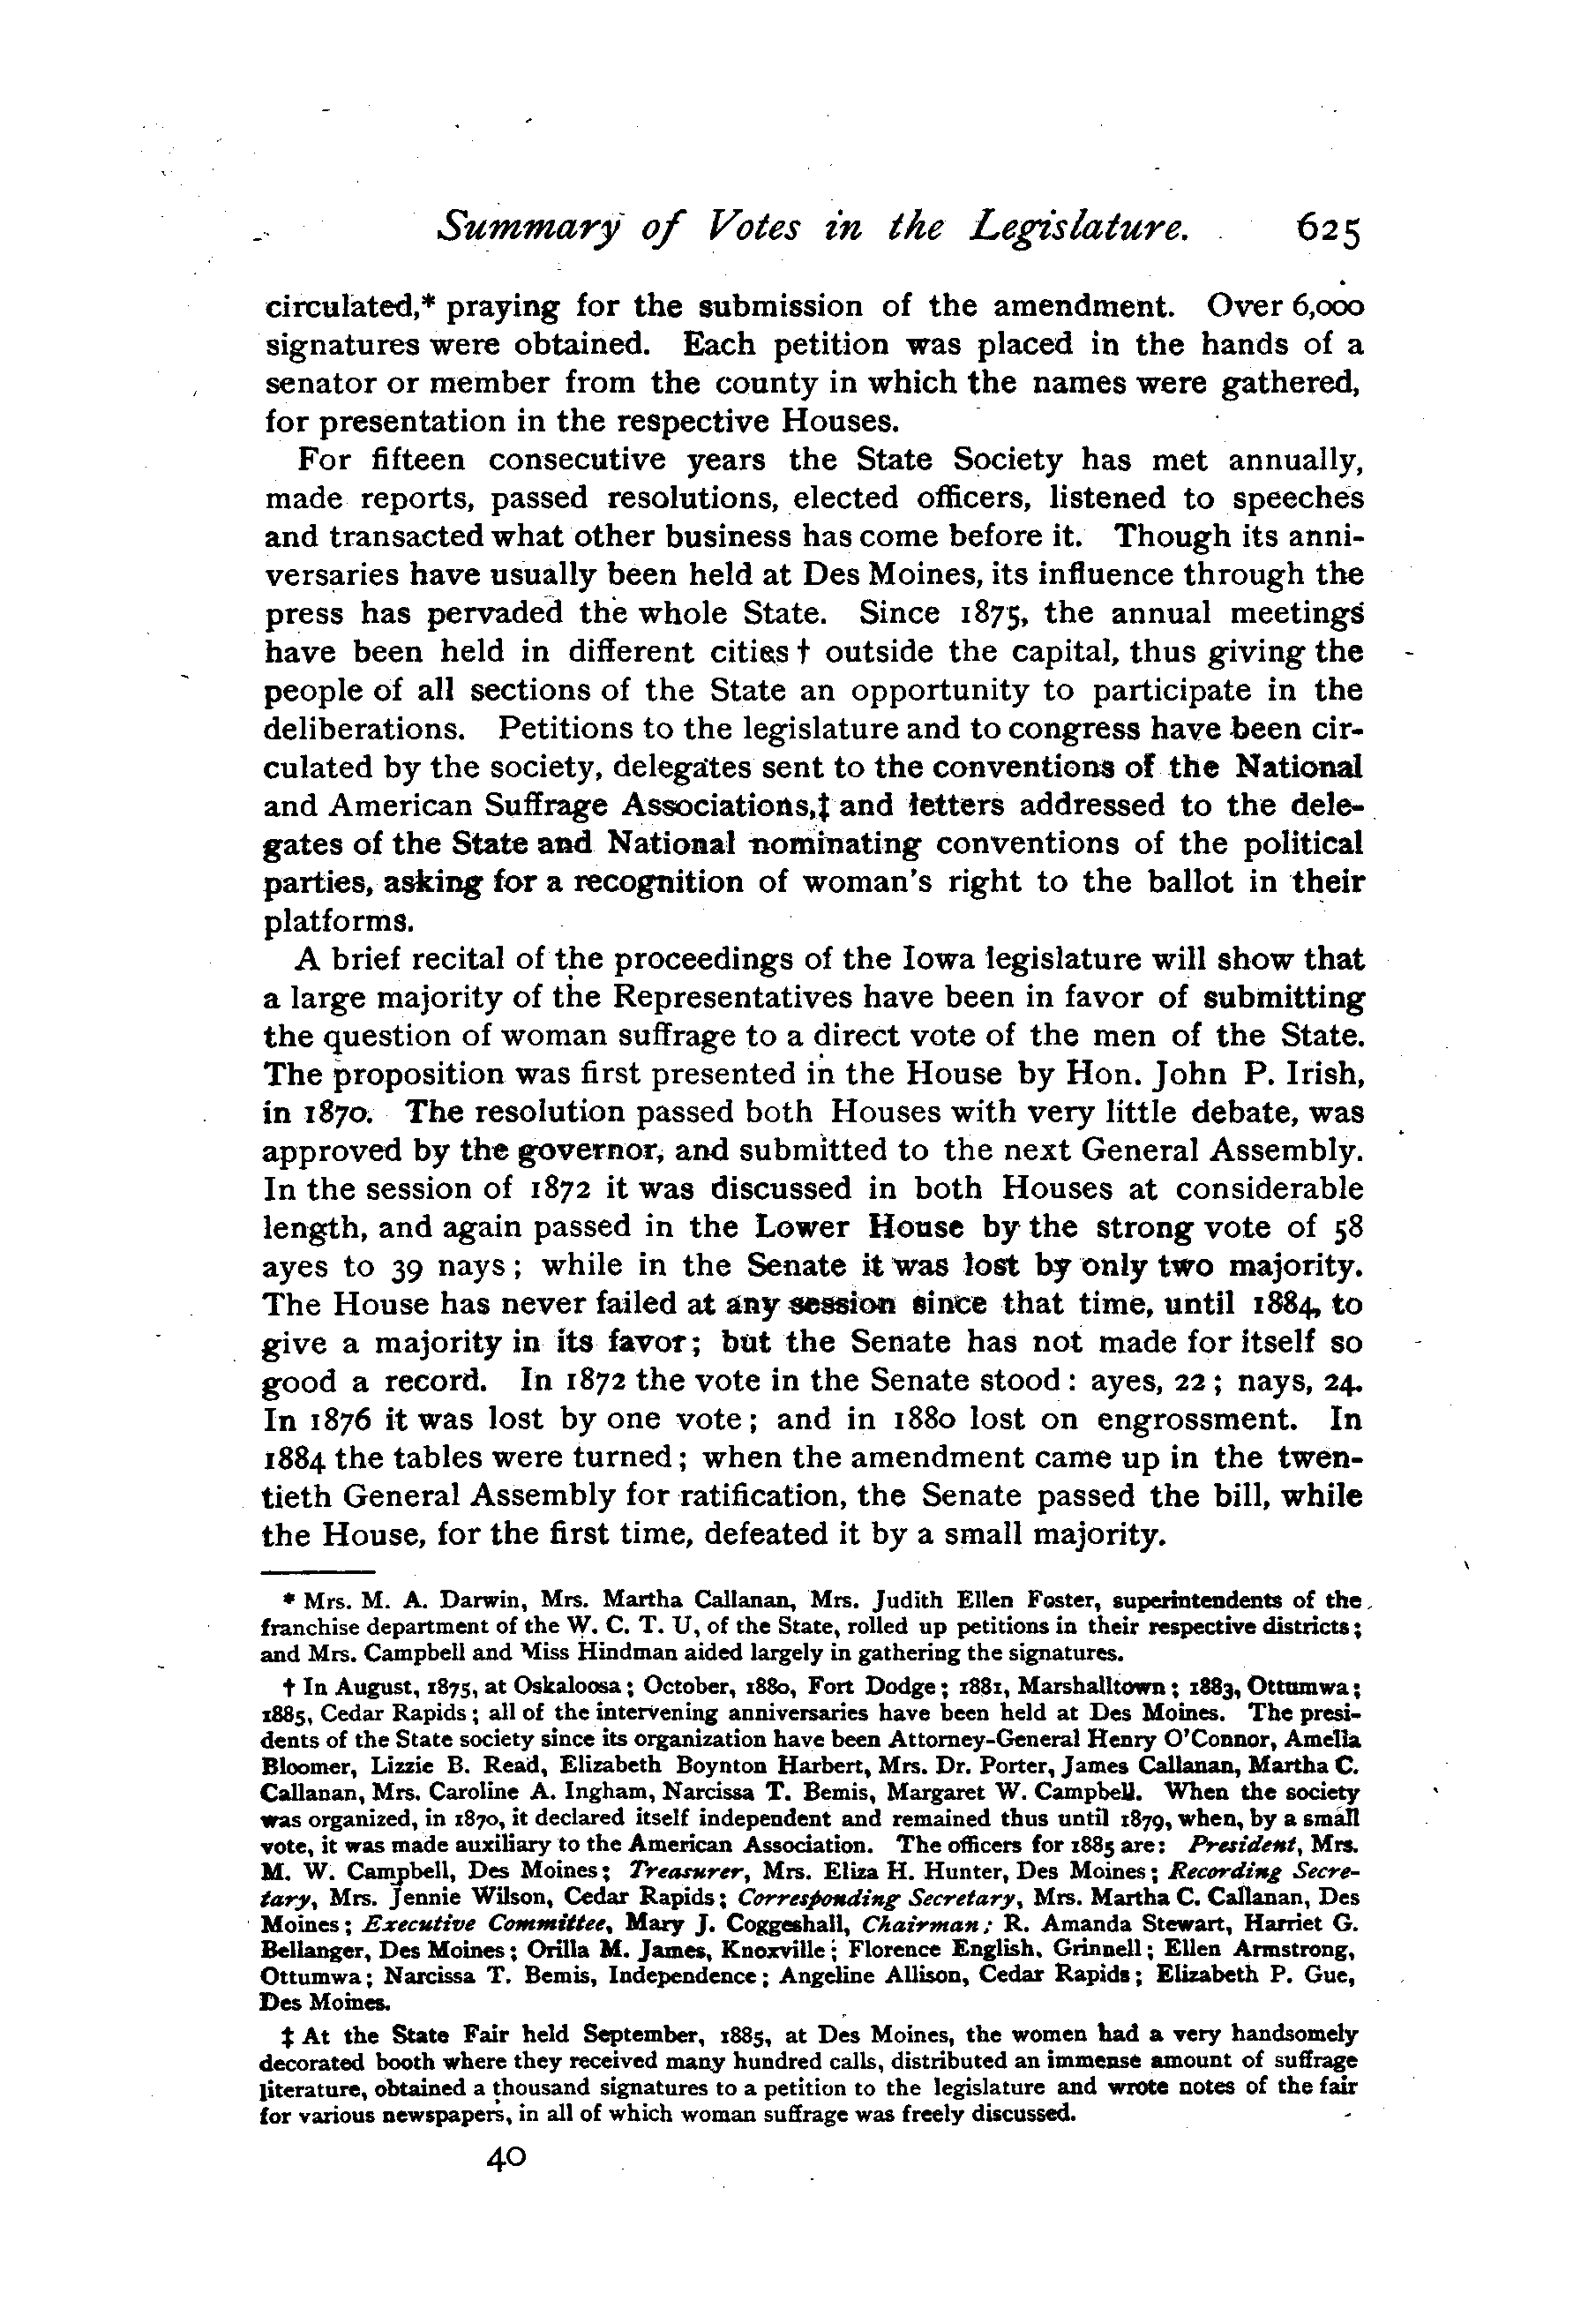 Summary of Votes in the Legislature. 625
circulated,* praying for the submission of the amendment. Over 6,000
signatures were obtained. Each petition was placed in the hands of a
senator or member from the county in which the names were gathered,
for presentation in the respective Houses.
For fifteen consecutive years the State Society has met annually,
made reports, passed resolutions, elected officers, listened to speeches
and transacted what other business has come before it. Though its anni-
versaries have usually been held at Des Moines, its influence through the
press has pervaded the whole State. Since 1875, the annual meetings
have been held in different cities † outside the capital, thus giving the
people of all sections of the State an opportunity to participate in the
deliberations. Petitions to the legislature and to congress have been cir-
culated by the society, delegates sent to the conventions of the National
and American Suffrage Associations,‡ and letters addressed to the dele-
gates of the State and National nominating conventions of the political
parties, asking for a recognition of woman's right to the ballot in their
platforms.
A brief recital of the proceedings of the Iowa legislature will show that
a large majority of the Representatives have been in favor of submitting
the question of woman suffrage to a direct vote of the men of the State.
The proposition was first presented in the House by Hon. John P. Irish,
in 1870. The resolution passed both Houses with very little debate, was
approved by the governor, and submitted to the next General Assembly.
In the session of 1872 it was discussed in both Houses at considerable
length, and again passed in the Lower House by the strong vote of 58
ayes to 39 nays; while in the Senate it was lost by only two majority.
The House has never failed at any session since that time, until 1884, to
give a majority in its favor; but the Senate has not made for itself so
good a record. In 1872 the vote in the Senate stood: ayes, 22; nays, 24.
In 1876 it was lost by one vote; and in 1880 lost on engrossment. In
1884 the tables were turned; when the amendment came up in the twen-
tieth General Assembly for ratification, the Senate passed the bill, while
the House, for the first time, defeated it by a small majority.
* Mrs. M. A. Darwin, Mrs. Martha Callanan, Mrs. Judith Ellen Foster, superintendents of the
franchise department of the W. C. T. U, of the State, rolled up petitions in their respective districts;
and Mrs. Campbell and Miss Hindman aided largely in gathering the signatures.
† In August, 1875, at Oskaloosa; October, 1880, Fort Dodge; 1881, Marshalltown; 1883, Ottumwa;
1885, Cedar Rapids; all of the intervening anniversaries have been held at Des Moines. The presi-
dents of the State society since its organization have been Attorney-General Henry O'Connor, Amelia
Bloomer, Lizzie B. Read, Elizabeth Boynton Harbert, Mrs. Dr. Porter, James Callanan, Martha C.
Callanan, Mrs. Caroline A. Ingham, Narcissa T. Bemis, Margaret W. Campbell. When the society
was organized, in 1870, it declared itself independent and remained thus until 1879, when, by a small
vote, it was made auxiliary to the American Association. The officers for 1885 are: President, Mrs.
M. W. Campbell, Des Moines; Treasurer, Mrs. Eliza H. Hunter, Des Moines; Recording Secre-
tary, Mrs. Jennie Wilson, Cedar Rapids; Corresponding Secretary, Mrs. Martha C. Callanan, Des
Moines; Executive Committee, Mary J. Coggeshall, Chairman; R. Amanda Stewart, Harriet G.
Bellanger, Des Moines; Orilla M. James, Knoxville; Florence English, Grinnell; Ellen Armstrong,
Ottumwa; Narcissa T. Bemis, Independence; Angeline Allison, Cedar Rapids; Elizabeth P. Gue,
Des Moines.
‡ At the State Fair held September, 1885, at Des Moines, the women had a very handsomely
decorated booth where they received many hundred calls, distributed an immense amount of suffrage
literature, obtained a thousand signatures to a petition to the legislature and wrote notes of the fair
for various newspapers, in all of which woman suffrage was freely discussed.
40